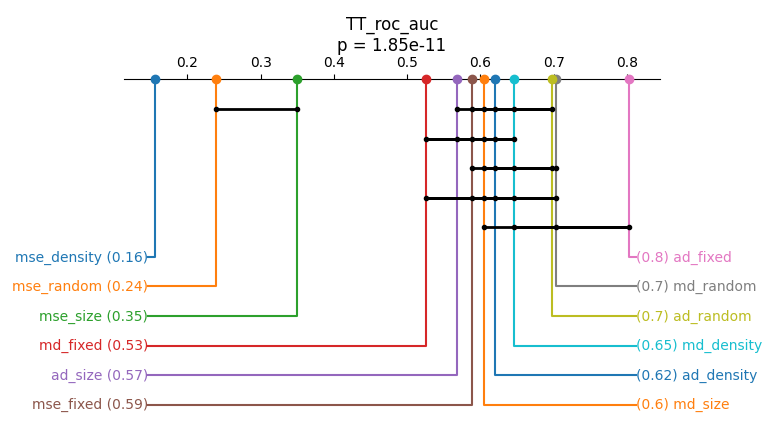 TT_roc_auc
p = 1.85e-11
0.2 0.3 0.4 0.5 0.6 0.7 0.8
mse_density (0.16) (0.8) ad_fixed
mse_random (0.24) (0.7) md_random
mse_size (0.35) (0.7) ad_random
md_fixed (0.53) (0.65) md_density
ad_size (0.57) (0.62) ad_density
mse_fixed (0.59) (0.6) md_size